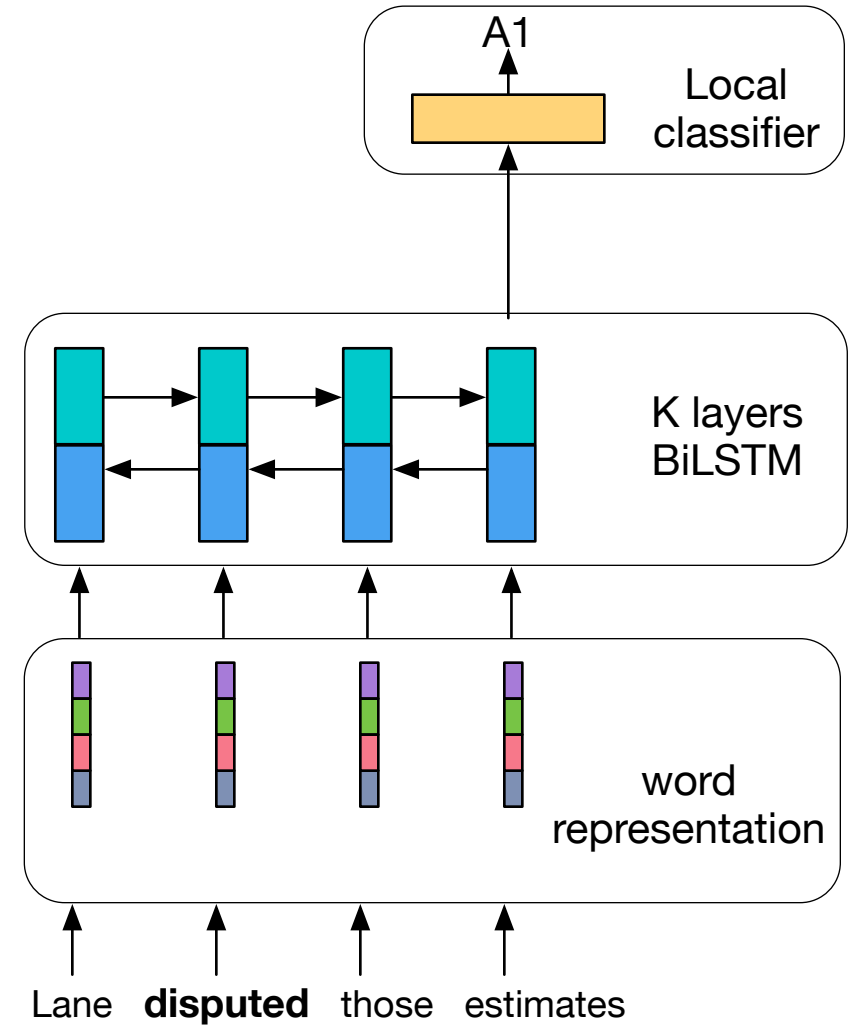 A1
Local
classifier
K layers
BiLSTM
word
representation
Lane disputed those estimates